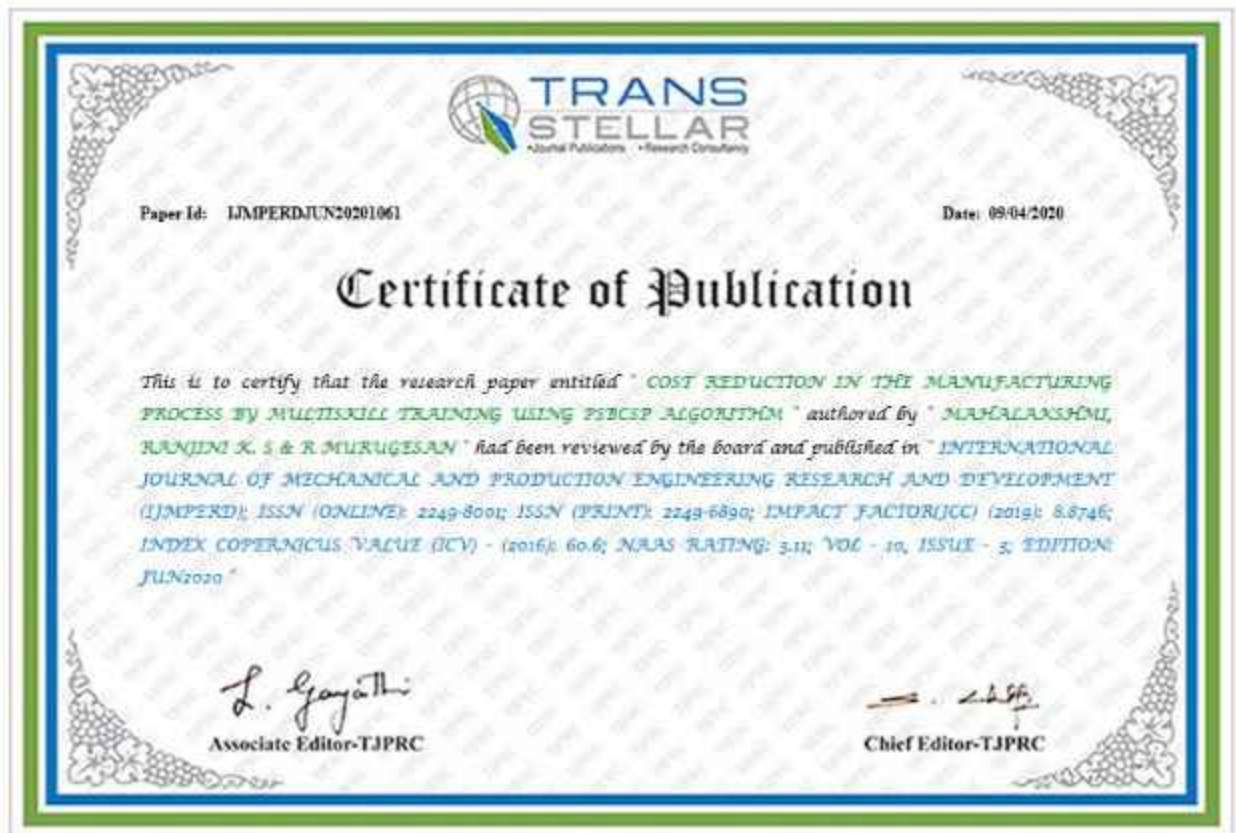 TRANS
STELLAR
•Journal Publications •Research Consultancy
Paper Id: IJMPERDJUN20201061
Date: 09/04/2020
Certificate of Publication
This is to certify that the research paper entitled " COST REDUCTION IN THE MANUFACTURING
PROCESS BY MULTISKILL TRAINING USING PSBCSP ALGORITHM " authored by " MAHALAKSHMI,
RANJINI K. S & R MURUGESAN " had been reviewed by the board and published in " INTERNATIONAL
JOURNAL OF MECHANICAL AND PRODUCTION ENGINEERING RESEARCH AND DEVELOPMENT
(IJMPERD); ISSN (ONLINE): 2249-8001; ISSN (PRINT): 2249-6890; IMPACT FACTOR(JCC) (2019): 8.8746;
INDEX COPERNICUS VALUE (ICV) - (2016): 60.6; NAAS RATING: 3.11; VOL - 10, ISSUE - 3; EDITION:
JUN2020 "
L. Gayathri
Associate Editor-TJPRC
Chief Editor-TJPRC